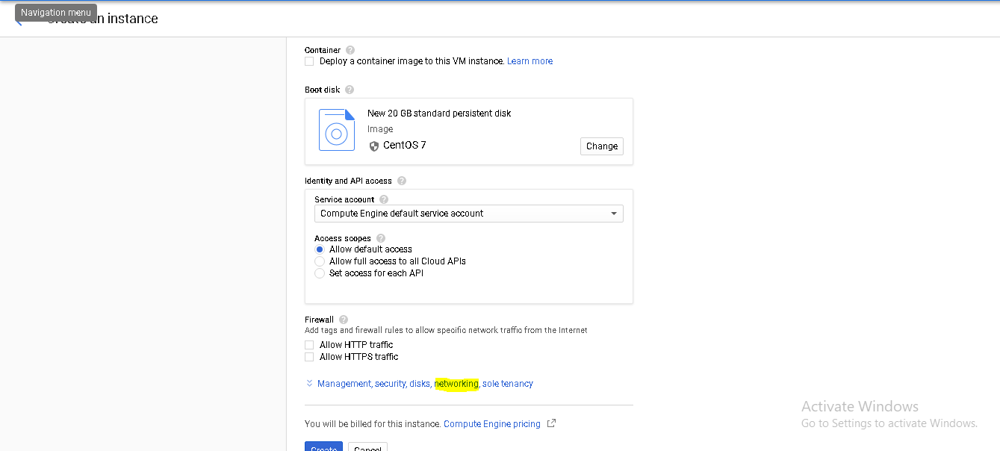 Navigation menu
Create an instance
Container
Deploy a container image to this VM instance. Learn more
Boot disk
New 20 GB standard persistent disk
Image
CentOS 7
Change
Identity and API access
Service account
Compute Engine default service account
Access scopes
Allow default access
Allow full access to all Cloud APIs
Set access for each API
Firewall
Add tags and firewall rules to allow specific network traffic from the Internet
Allow HTTP traffic
Allow HTTPS traffic
Management, security, disks, networking, sole tenancy
You will be billed for this instance. Compute Engine pricing
Create Cancel
Activate Windows
Go to Settings to activate Windows.